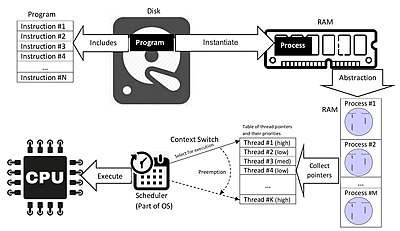 Program
Instruction #1
Instruction #2
Instruction #3
Instruction #4
...
Instruction #N
Includes
Disk
Program
Instantiate
RAM
Process
Abstraction
RAM
Process #1
Process #2
...
Process #M
Collect
pointers
Table of thread pointers
and their priorities
Thread #1 (high)
Thread #2 (low)
Thread #3 (med)
Thread #4 (low)
...
Thread #K (high)
Context Switch
Select for execution
Preemption
Scheduler
(Part of OS)
Execute
CPU